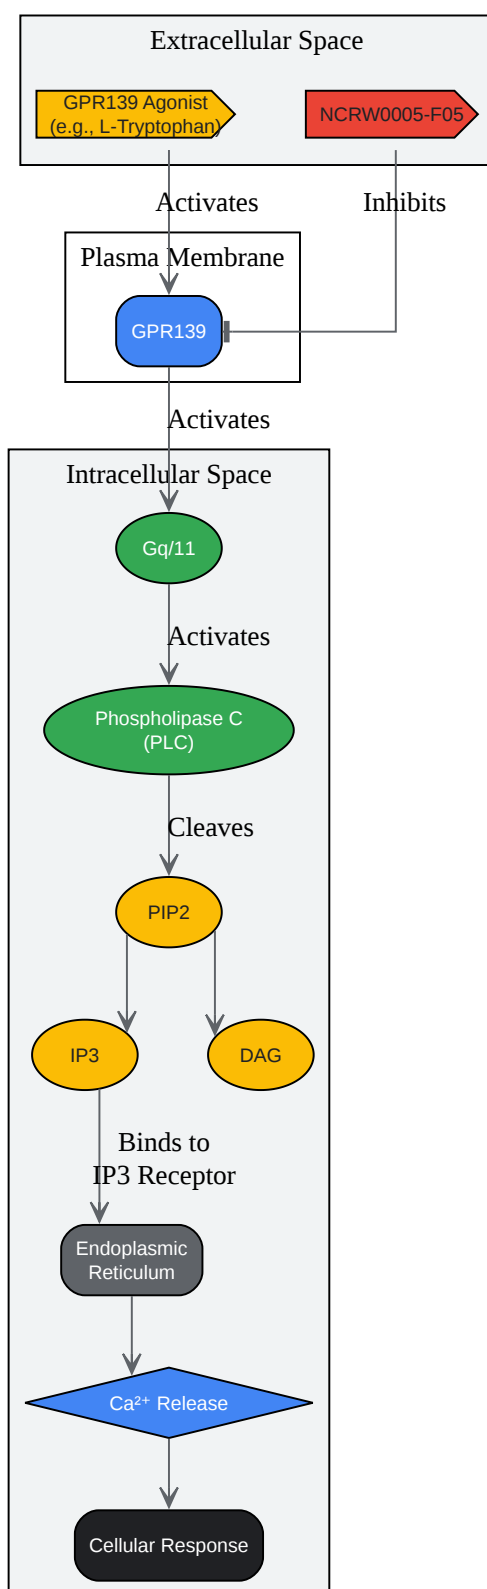 Extracellular Space
GPR139 Agonist
(e.g., L-Tryptophan)
NCRW0005-F05
Activates
Inhibits
Plasma Membrane
GPR139
Activates
Intracellular Space
Gq/11
Activates
Phospholipase C
(PLC)
Cleaves
PIP2
IP3
DAG
Binds to
IP3 Receptor
Endoplasmic
Reticulum
Ca²⁺ Release
Cellular Response